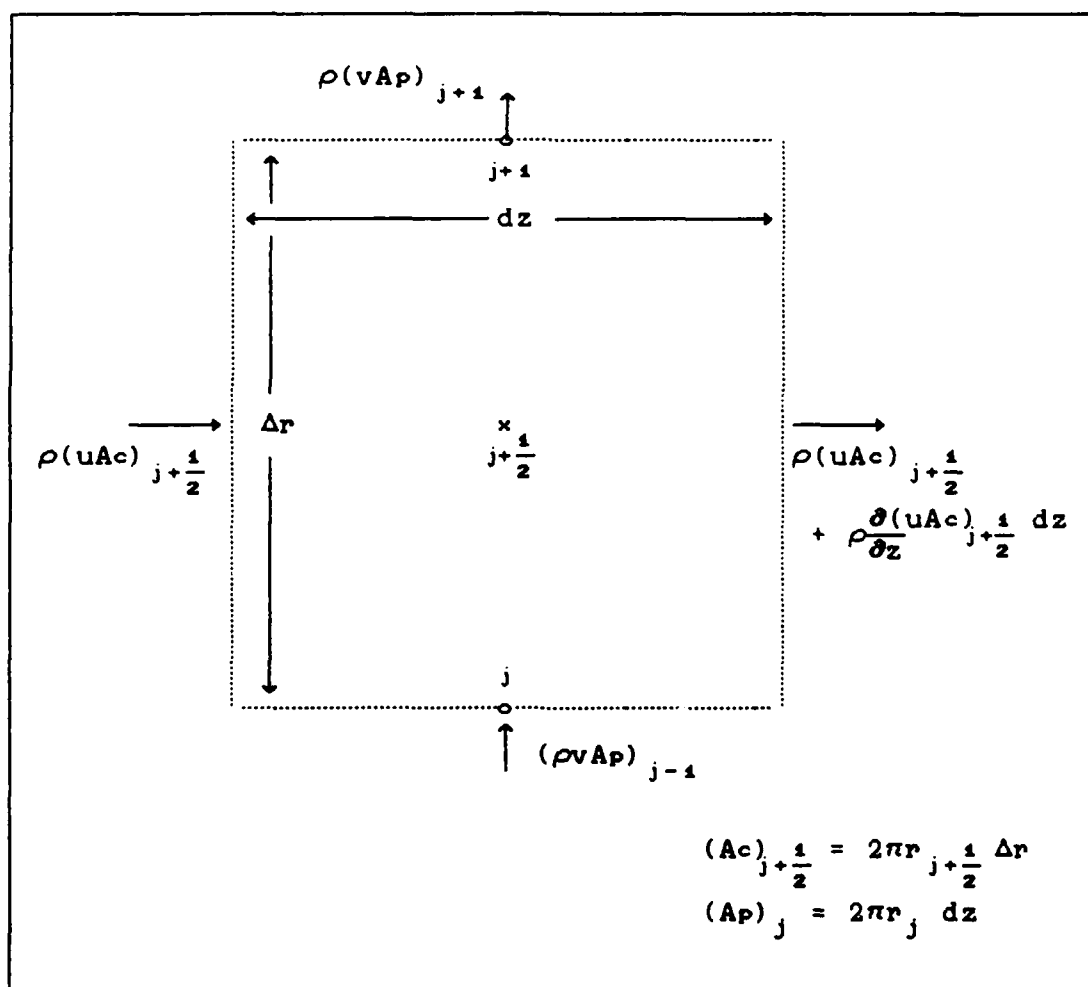 ρ(vAp) j+1
j+1
dz
Δr
ρ(uAc) j+1/2
×
j+1/2
ρ(uAc) j+1/2
+ ρ ∂/∂z (uAc) j+1/2 dz
j
(ρvAp) j-1
(Ac) j+1/2 = 2πr j+1/2 Δr
(Ap) j = 2πr j dz